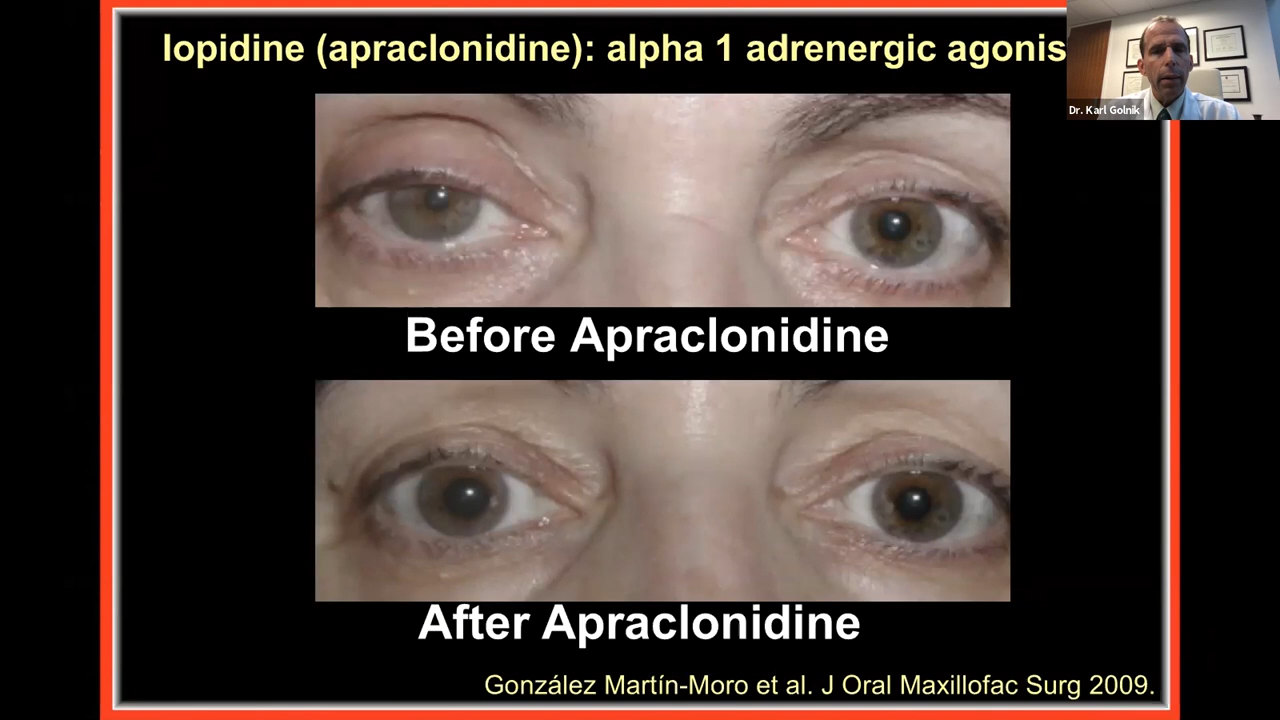 Iopidine (apraclonidine): alpha 1 adrenergic agonis
Dr. Karl Golnik
Before Apraclonidine
After Apraclonidine
González Martín-Moro et al. J Oral Maxillofac Surg 2009.